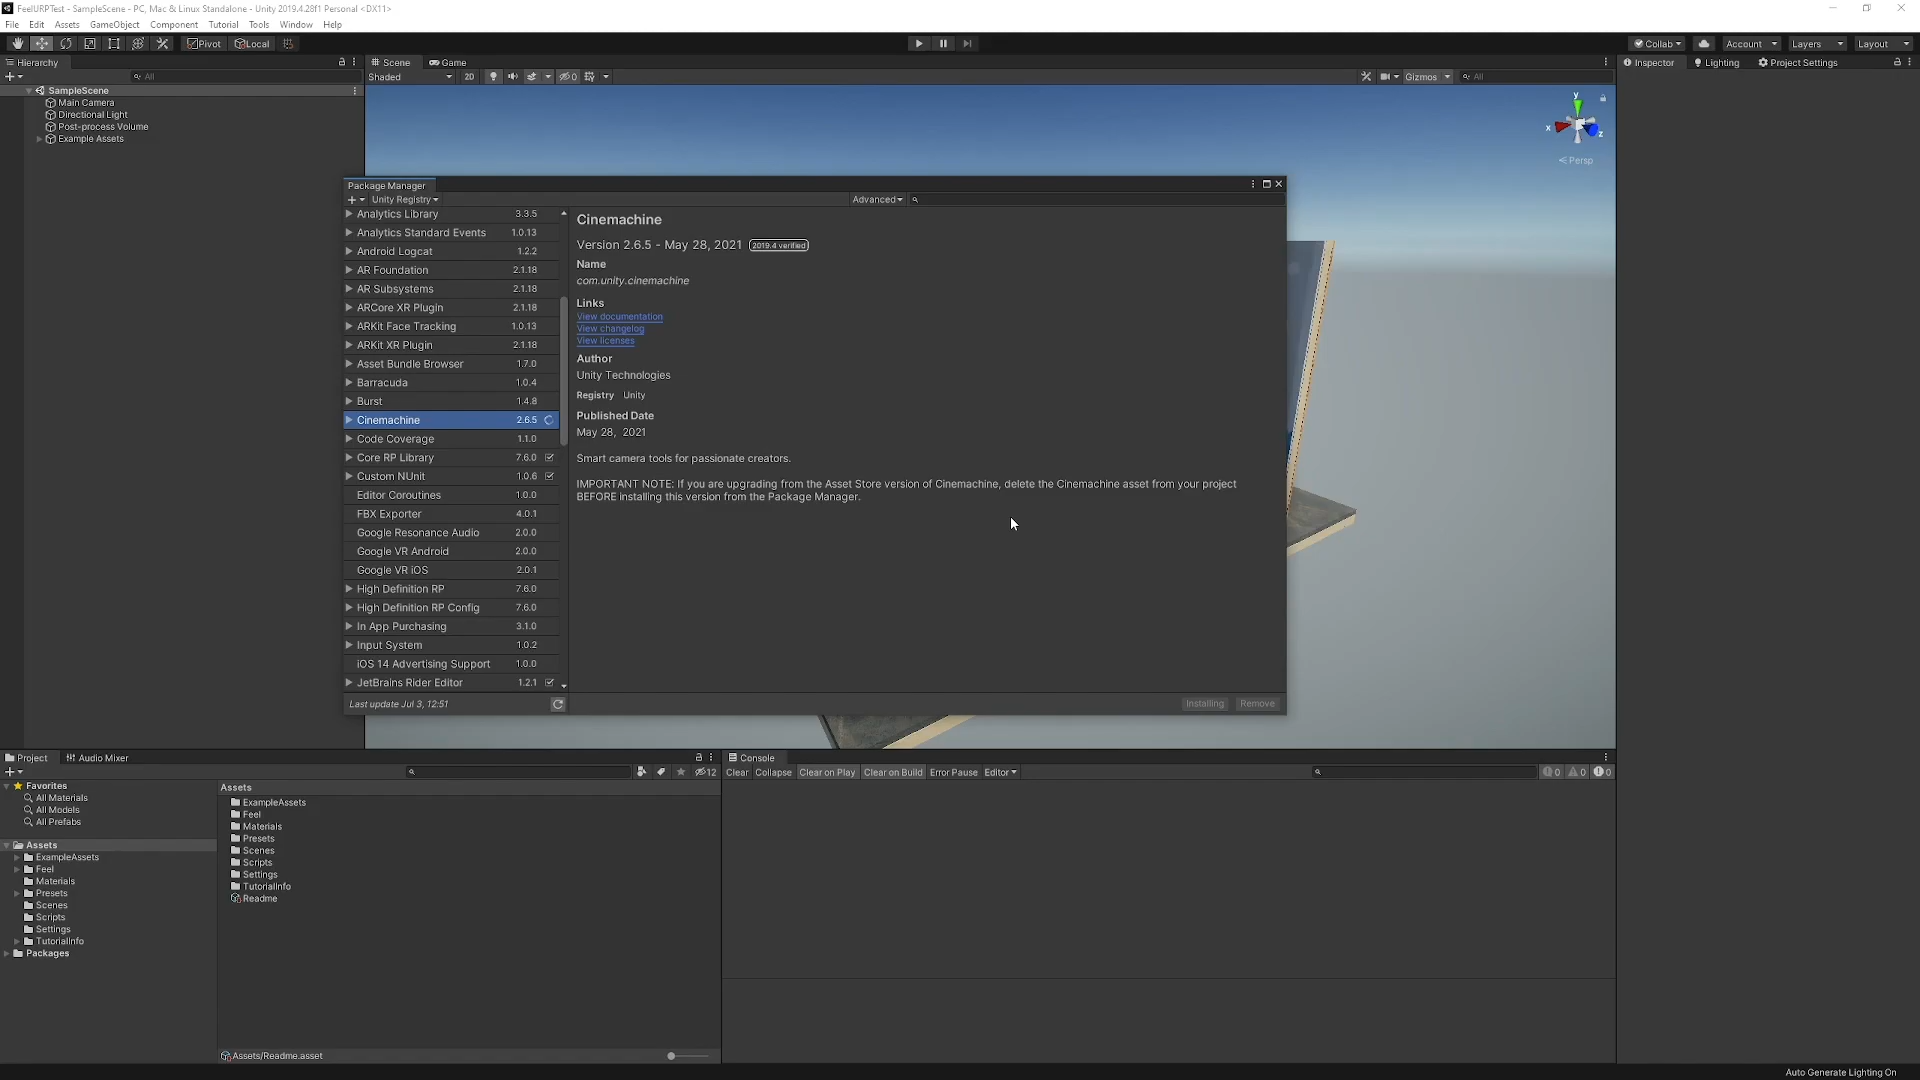 FeelURPTest - SampleScene - PC, Mac & Linux Standalone - Unity 2019.4.28f1 Personal <DX11>
File Edit Assets GameObject Component Tutorial Tools Window Help
Pivot Local Collab Account Layers Layout
Hierarchy
All
SampleScene
Main Camera
Directional Light
Post-process Volume
Example Assets
Scene Game
Shaded 2D 0 Gizmos All
y
x
z
Persp
Inspector Lighting Project Settings
Package Manager
Unity Registry Advanced
Analytics Library 3.3.5
Analytics Standard Events 1.0.13
Android Logcat 1.2.2
AR Foundation 2.1.18
AR Subsystems 2.1.18
ARCore XR Plugin 2.1.18
ARKit Face Tracking 1.0.13
ARKit XR Plugin 2.1.18
Asset Bundle Browser 1.7.0
Barracuda 1.0.4
Burst 1.4.8
Cinemachine 2.6.5
Code Coverage 1.1.0
Core RP Library 7.6.0
Custom NUnit 1.0.6
Editor Coroutines 1.0.0
FBX Exporter 4.0.1
Google Resonance Audio 2.0.0
Google VR Android 2.0.0
Google VR iOS 2.0.1
High Definition RP 7.6.0
High Definition RP Config 7.6.0
In App Purchasing 3.1.0
Input System 1.0.2
iOS 14 Advertising Support 1.0.0
JetBrains Rider Editor 1.2.1
Last update Jul 3, 12:51
Cinemachine
Version 2.6.5 - May 28, 2021 2019.4 verified
Name
com.unity.cinemachine
Links
View documentation
View changelog
View licenses
Author
Unity Technologies
Registry Unity
Published Date
May 28, 2021
Smart camera tools for passionate creators.
IMPORTANT NOTE: If you are upgrading from the Asset Store version of Cinemachine, delete the Cinemachine asset from your project
BEFORE installing this version from the Package Manager.
Installing Remove
Project Audio Mixer
12
Favorites
All Materials
All Models
All Prefabs
Assets
ExampleAssets
Feel
Materials
Presets
Scenes
Scripts
Settings
TutorialInfo
Packages
Assets
ExampleAssets
Feel
Materials
Presets
Scenes
Scripts
Settings
TutorialInfo
Readme
Assets/Readme.asset
Console
Clear Collapse Clear on Play Clear on Build Error Pause Editor 0 0 0
Auto Generate Lighting On